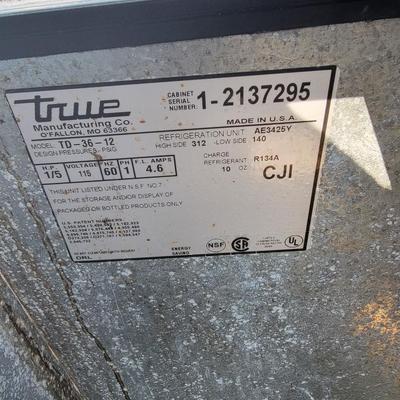 true
Manufacturing Co.
O'FALLON, MO 63366
CABINET SERIAL NUMBER: 1-2137295
MADE IN U.S.A.
MODEL TD-36-12
REFRIGERATION UNIT AE3425Y
DESIGN PRESSURES-PSIG HIGH SIDE 312 -LOW SIDE 140
H.P. VOLTAGE HZ PH F.L. AMPS
1/5 115 60 1 4.6
CHARGE
REFRIGERANT R134A
10 OZ
CJI
THIS UNIT LISTED UNDER N.S.F. NO.7
FOR THE STORAGE AND/OR DISPLAY OF
PACKAGED OR BOTTLED PRODUCTS ONLY
U.S. PATENT NUMBERS
ENERGY
SAVING
NSF
UL